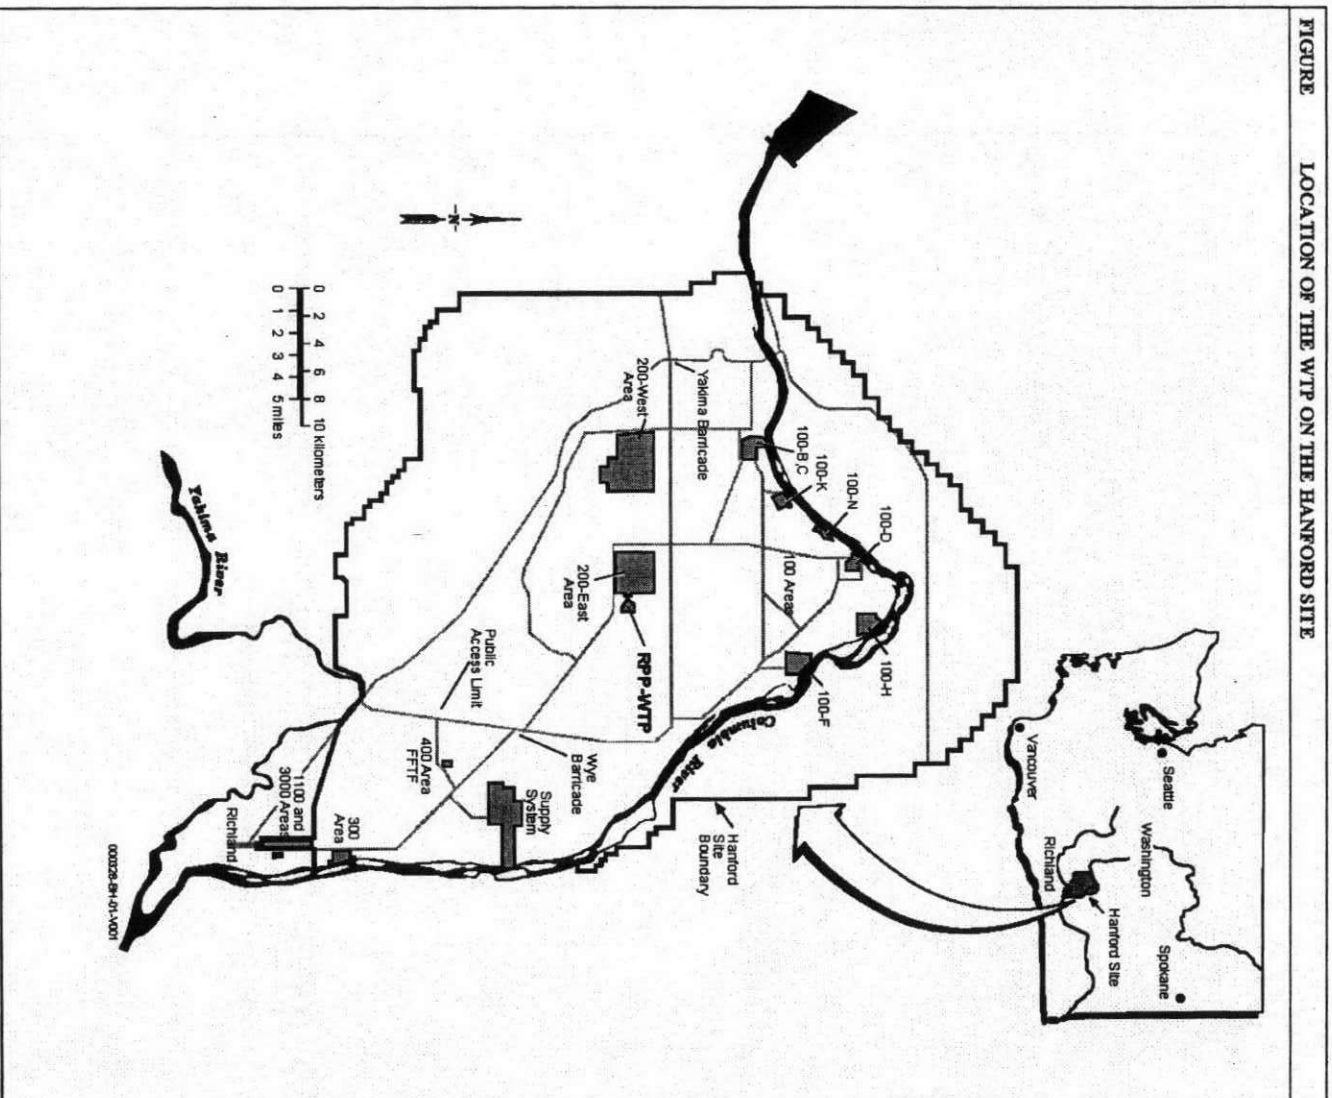 FIGURE LOCATION OF THE WTP ON THE HANFORD SITE
Seattle
Washington
Spokane
Vancouver
Richland
Hanford Site
Hanford
Site
Boundary
100-B,C
100-K
100-N
100-D
100-H
100-F
100 Areas
Columbia River
Yakima Barricade
200-West
Area
200-East
Area
RPP-WTP
Wye
Barricade
Public
Access Limit
Supply
System
400 Area
FFTF
300
Area
1100 and
3000 Areas
Richland
Yakima River
N
0 2 4 6 8 10 kilometers
0 1 2 3 4 5 miles
000328-BH-01-V001